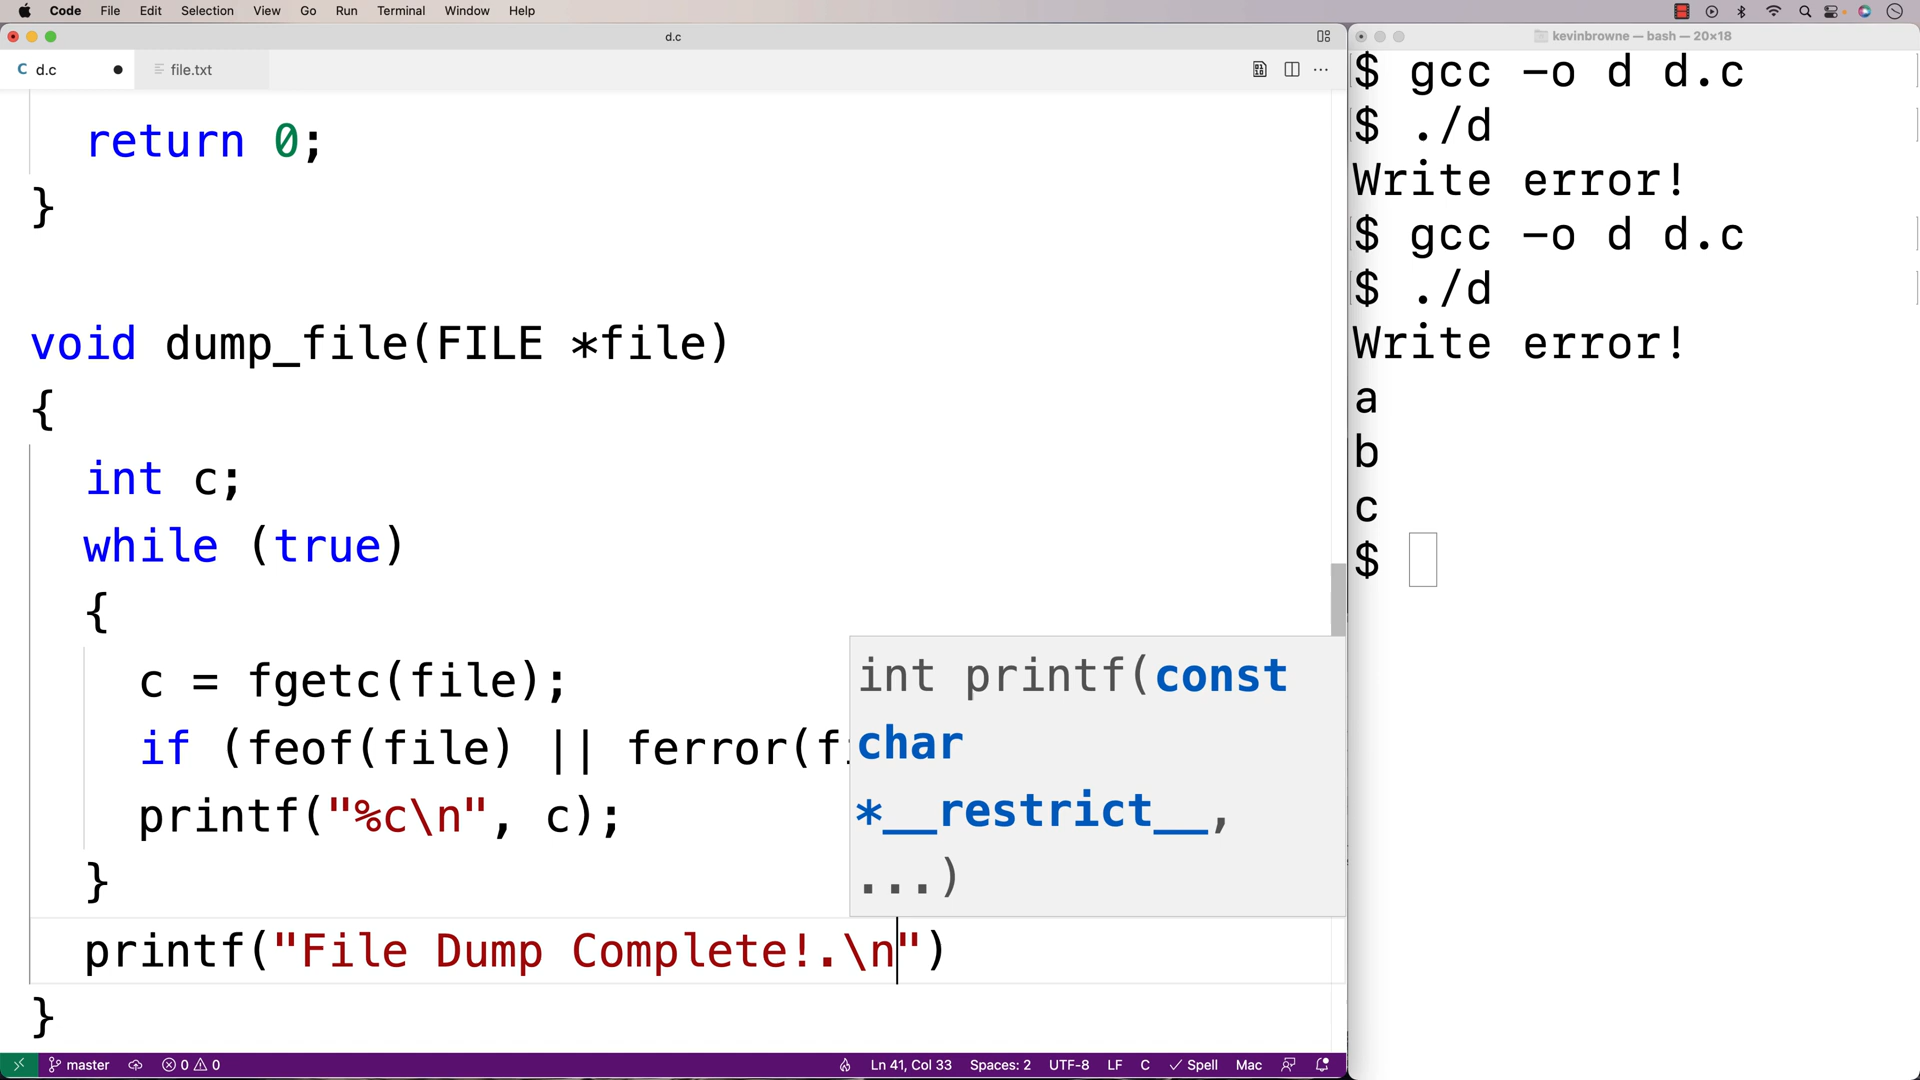 Code File Edit Selection View Go Run Terminal Window Help
d.c
C d.c file.txt
return 0;
}
void dump_file(FILE *file)
{
int c;
while (true)
{
c = fgetc(file);
if (feof(file) || ferror(fi
printf("%c\n", c);
}
printf("File Dump Complete!.\n")
}
int printf(const
char
*__restrict__,
...)
master 0 0 Ln 41, Col 33 Spaces: 2 UTF-8 LF C Spell Mac
kevinbrowne — bash — 20×18
$ gcc -o d d.c
$ ./d
Write error!
$ gcc -o d d.c
$ ./d
Write error!
a
b
c
$